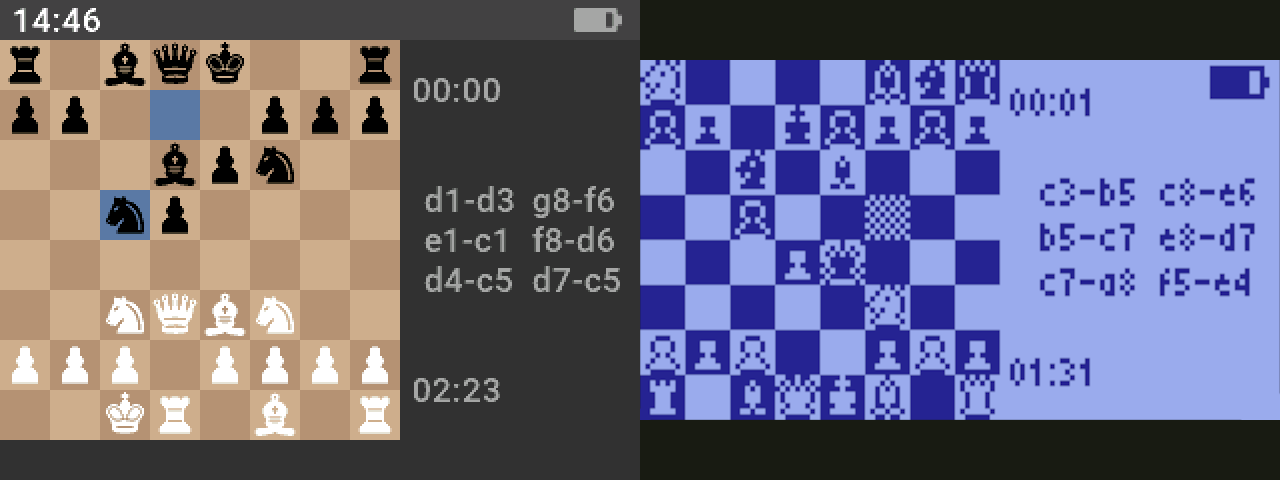 14:46
00:00
d1-d3 g8-f6
e1-c1 f8-d6
d4-c5 d7-c5
02:23
00:01
c3-b5 c8-e6
b5-c7 e8-d7
c7-a8 f5-e4
01:31